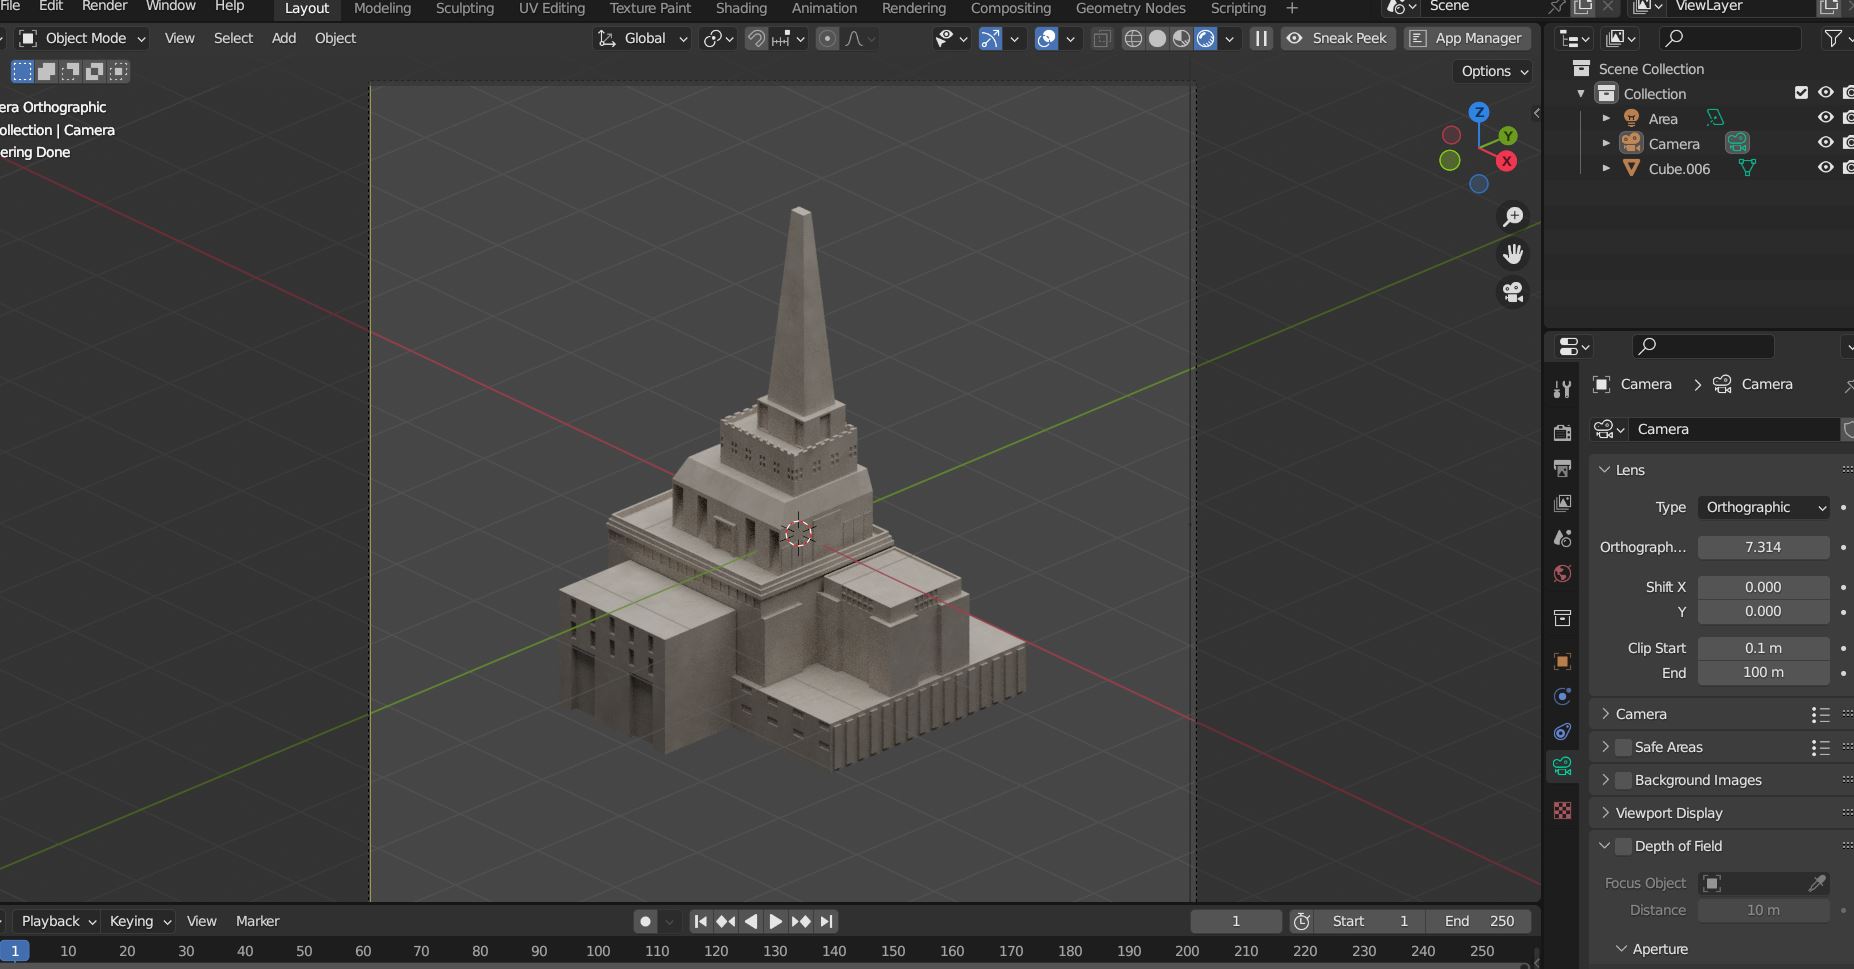 File Edit Render Window Help Layout Modeling Sculpting UV Editing Texture Paint Shading Animation Rendering Compositing Geometry Nodes Scripting + Scene ViewLayer
Object Mode View Select Add Object Global Sneak Peek App Manager
Options
era Orthographic
ollection | Camera
ering Done
Z
Y
X
Scene Collection
Collection
Area
Camera
Cube.006
Camera > Camera
Camera
Lens
Type Orthographic
Orthograph... 7.314
Shift X 0.000
Y 0.000
Clip Start 0.1 m
End 100 m
Camera
Safe Areas
Background Images
Viewport Display
Depth of Field
Focus Object
Distance 10 m
Aperture
Playback Keying View Marker 1 Start 1 End 250
1 10 20 30 40 50 60 70 80 90 100 110 120 130 140 150 160 170 180 190 200 210 220 230 240 250